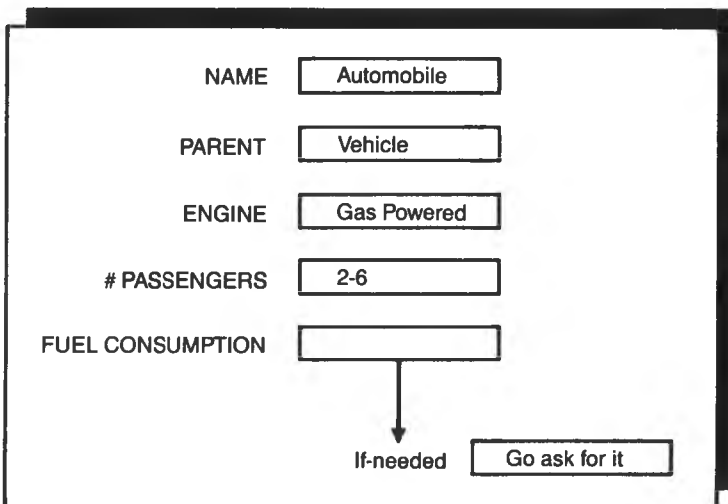 NAME Automobile
PARENT Vehicle
ENGINE Gas Powered
# PASSENGERS 2-6
FUEL CONSUMPTION
If-needed Go ask for it